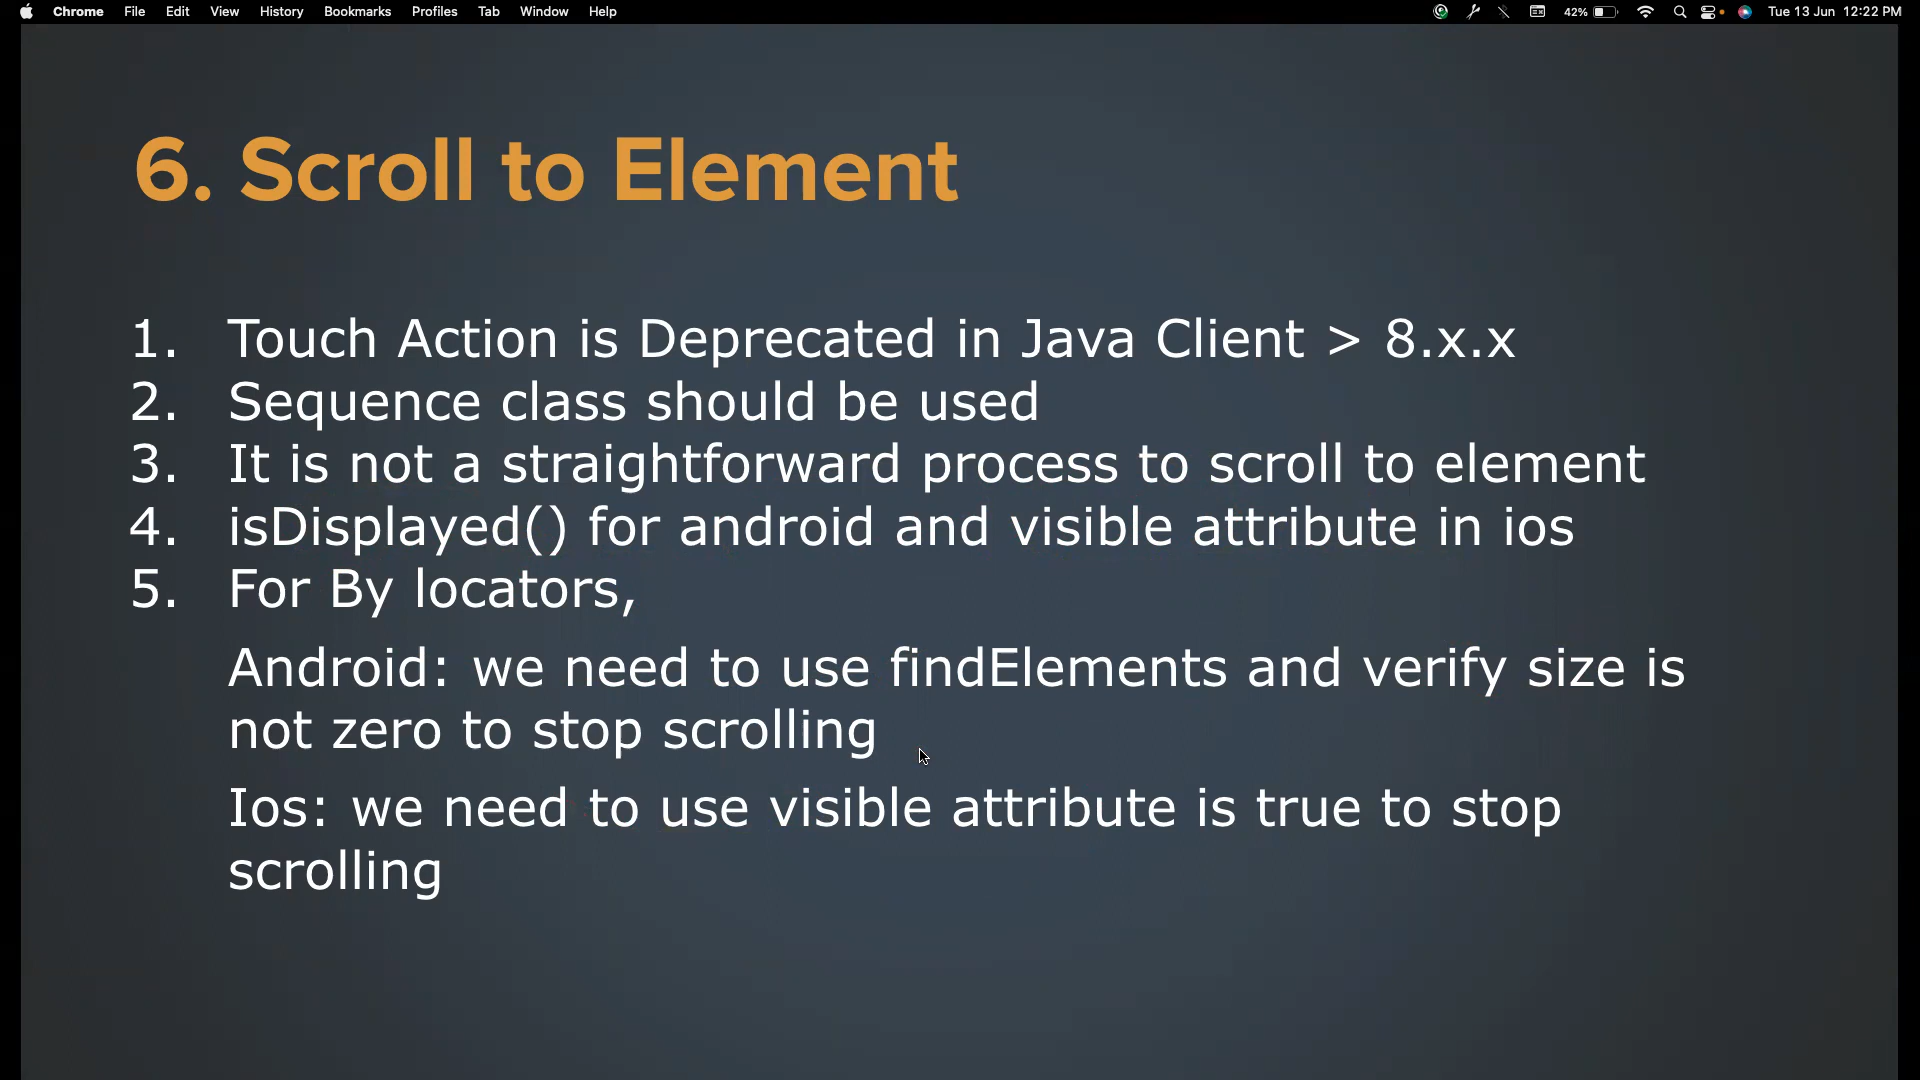 Chrome File Edit View History Bookmarks Profiles Tab Window Help 42% Tue 13 Jun 12:22 PM
6. Scroll to Element
1. Touch Action is Deprecated in Java Client > 8.x.x
2. Sequence class should be used
3. It is not a straightforward process to scroll to element
4. isDisplayed() for android and visible attribute in ios
5. For By locators,
Android: we need to use findElements and verify size is
not zero to stop scrolling
Ios: we need to use visible attribute is true to stop
scrolling